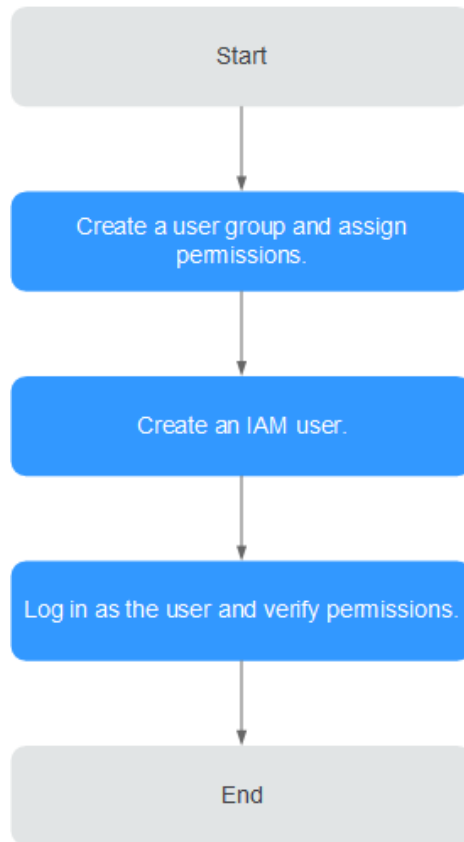 Start
Create a user group and assign
permissions.
Create an IAM user.
Log in as the user and verify permissions.
End